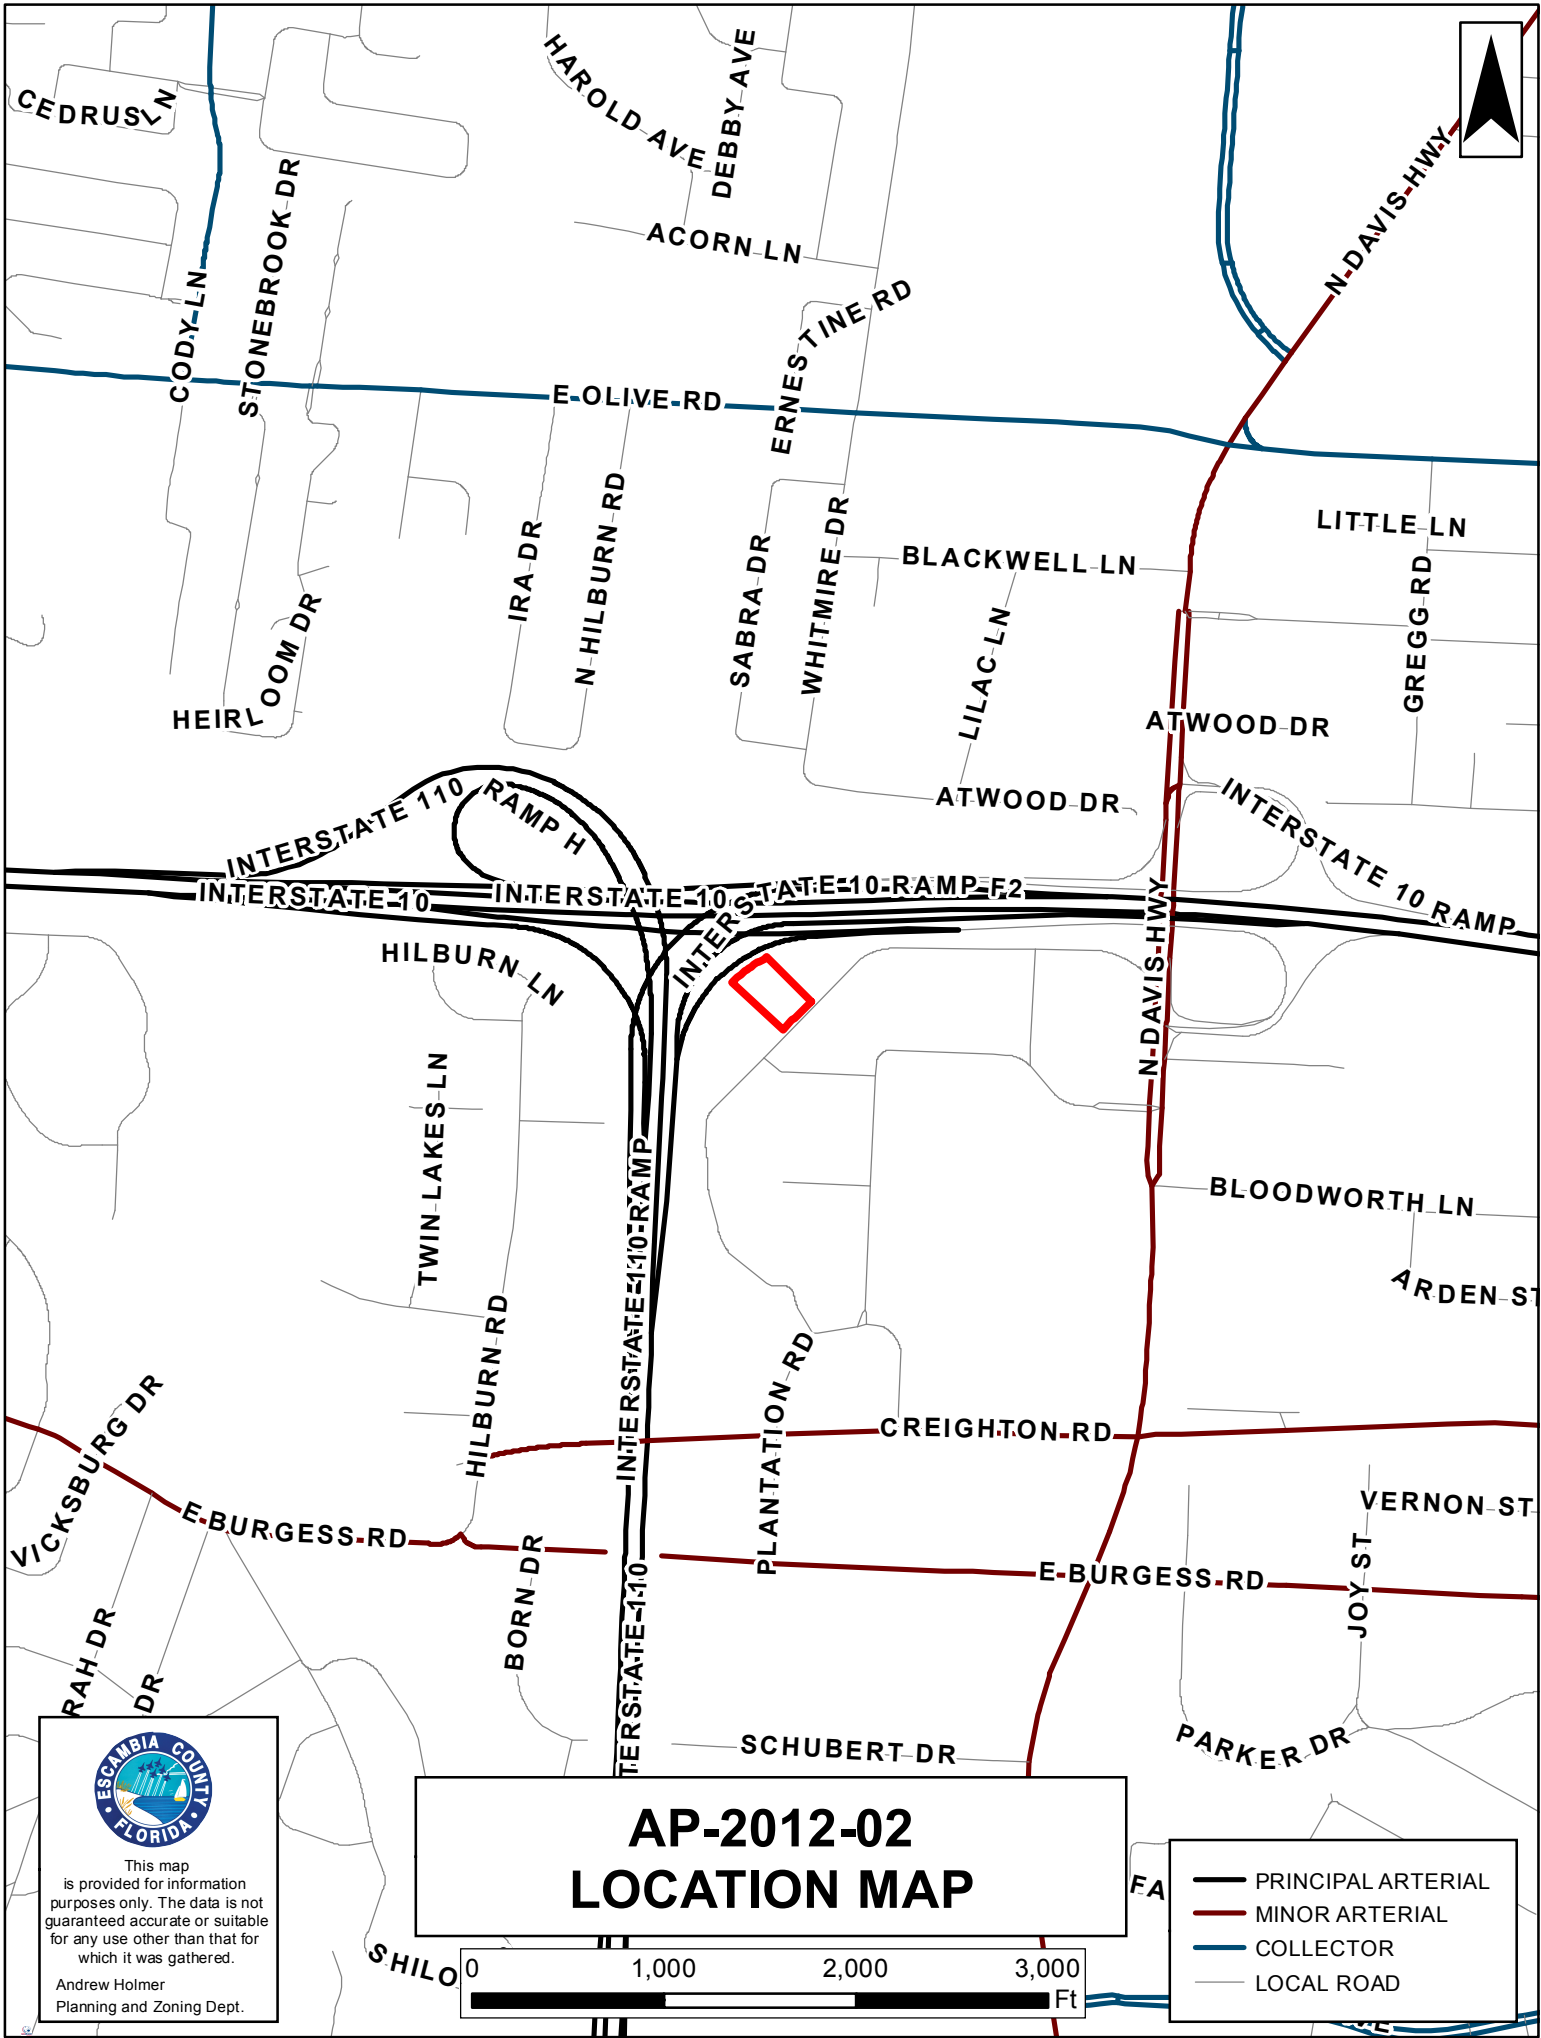 CEDRUS LN
HAROLD AVE
DEBBY AVE
N DAVIS HWY
STONEBROOK DR
ACORN LN
CODY LN
ERNESTINE RD
E OLIVE RD
IRA DR
N HILBURN RD
SABRA DR
WHITMIRE DR
BLACKWELL LN
LITTLE LN
GREGG RD
LILAC LN
HEIRLOOM DR
ATWOOD DR
ATWOOD DR
INTERSTATE 110 RAMP H
INTERSTATE 10 RAMP
INTERSTATE 10
INTERSTATE 10
INTERSTATE 10 RAMP F2
HILBURN LN
N DAVIS HWY
TWIN LAKES LN
INTERSTATE 110 RAMP
BLOODWORTH LN
ARDEN ST
HILBURN RD
INTERSTATE 110
PLANTATION RD
VICKSBURG DR
CREIGHTON RD
E BURGESS RD
VERNON ST
BORN DR
E BURGESS RD
JOY ST
TERSTATE 110
RAH DR
DR
SCHUBERT DR
PARKER DR
ESCAMBIA COUNTY
FLORIDA
This map
is provided for information
purposes only. The data is not
guaranteed accurate or suitable
for any use other than that for
which it was gathered.
Andrew Holmer
Planning and Zoning Dept.
AP-2012-02
LOCATION MAP
FA
PRINCIPAL ARTERIAL
MINOR ARTERIAL
COLLECTOR
LOCAL ROAD
SHILO
0 1,000 2,000 3,000
Ft